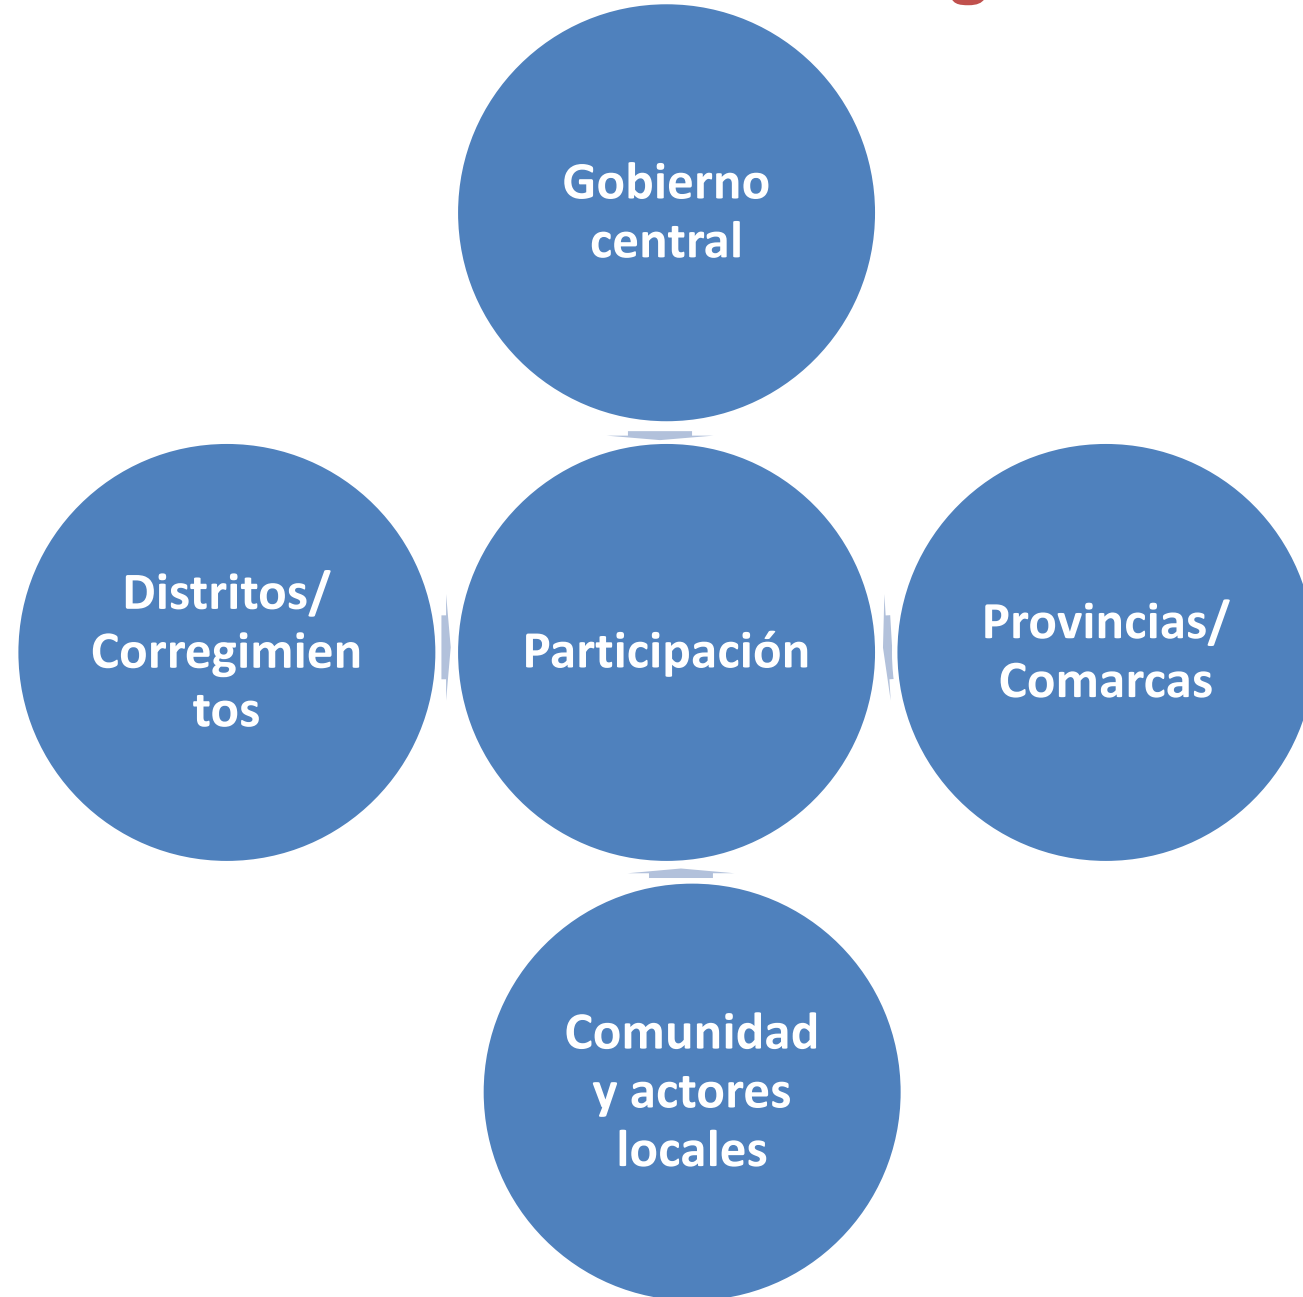 Gobierno
central
Distritos/
Corregimien
tos
Participación
Provincias/
Comarcas
Comunidad
y actores
locales